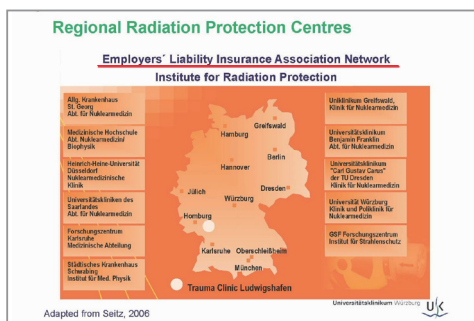 Regional Radiation Protection Centres
Employers´ Liability Insurance Association Network
Institute for Radiation Protection
Allg. Krankenhaus
St. Georg
Abt. für Nuklearmedizin
Medizinische Hochschule
Abt. Nuklearmedizin/
Biophysik
Heinrich-Heine-Universität
Düsseldorf
Nuklearmedizinische
Klinik
Universitätskliniken des
Saarlandes
Abt. für Nuklearmedizin
Forschungszentrum
Karlsruhe
Medizinische Abteilung
Städtisches Krankenhaus
Schwabing
Institut für Med. Physik
Greifswald
Hamburg
Berlin
Hannover
Jülich
Dresden
Würzburg
Homburg
Karlsruhe
Oberschleißheim
München
Trauma Clinic Ludwigshafen
Uniklinikum Greifswald,
Klinik für Nuklearmedizin
Universitätsklinikum
Benjamin Franklin
Abt. für Nuklearmedizin
Universitätsklinikum
"Carl Gustav Carus"
der TU Dresden
Klinik für Nuklearmedizin
Universität Würzburg
Klinik und Poliklinik für
Nuklearmedizin
GSF Forschungszentrum
Institut für Strahlenschutz
Universitätsklinikum Würzburg
UK
Adapted from Seitz, 2006